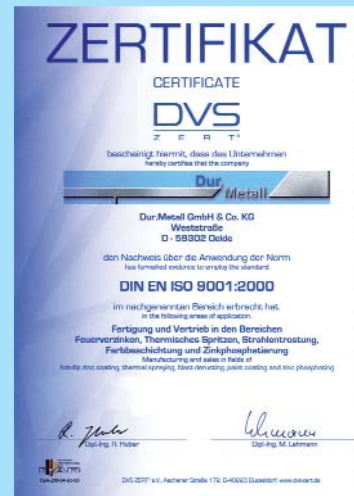 ZERTIFIKAT
CERTIFICATE
DVS
ZERT
bescheinigt hiermit, dass das Unternehmen
hereby certifies that the company
Dur.
Metall
Dur.Metall GmbH & Co. KG
Weststraße
D - 59302 Oelde
den Nachweis über die Anwendung der Norm
has furnished evidence to employ the standard
DIN EN ISO 9001:2000
im nachgenannten Bereich erbracht hat
in the following areas of application
Fertigung und Vertrieb in den Bereichen
Feuerverzinken, Thermisches Spritzen, Strahlentrostung,
Farbbeschichtung und Zinkphosphatierung
Manufacturing and sales in fields of
hot-dip zinc coating, thermal spraying, blast derusting, paint coating and zinc phosphating
Dipl.-Ing. R. Huber
Dipl.-Ing. M. Lehmann
DVS ZERT e.V., Aachener Straße 172, D-40223 Düsseldorf